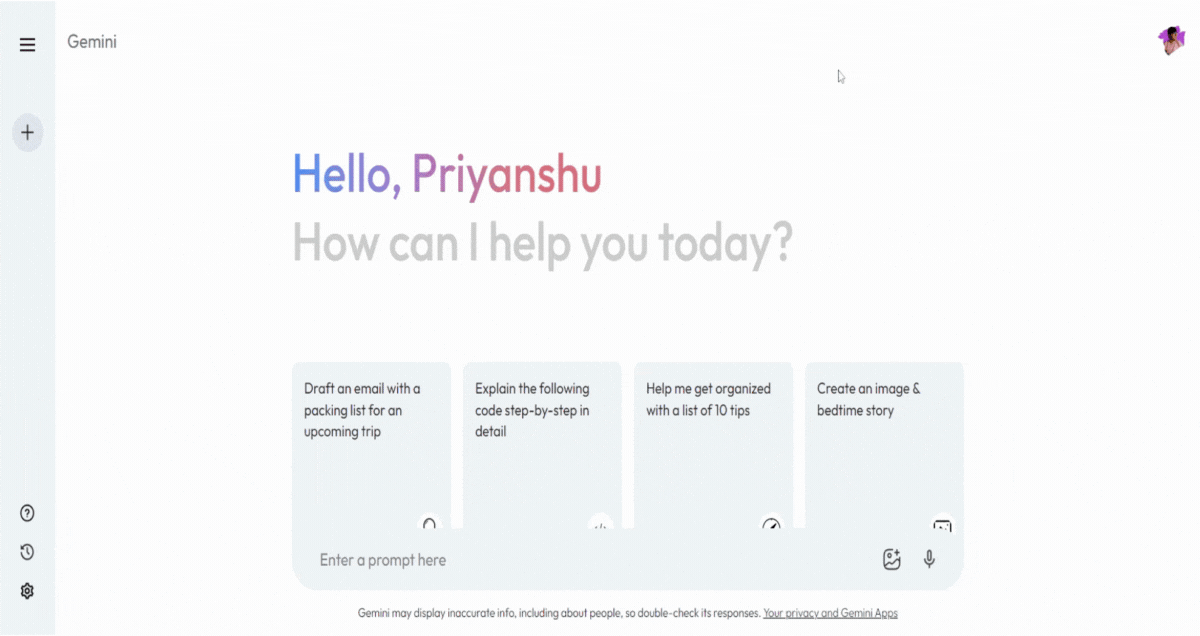 Gemini
Hello, Priyanshu
How can I help you today?
Draft an email with a
packing list for an
upcoming trip
Explain the following
code step-by-step in
detail
Help me get organized
with a list of 10 tips
Create an image &
bedtime story
Enter a prompt here
Gemini may display inaccurate info, including about people, so double-check its responses. Your privacy and Gemini Apps